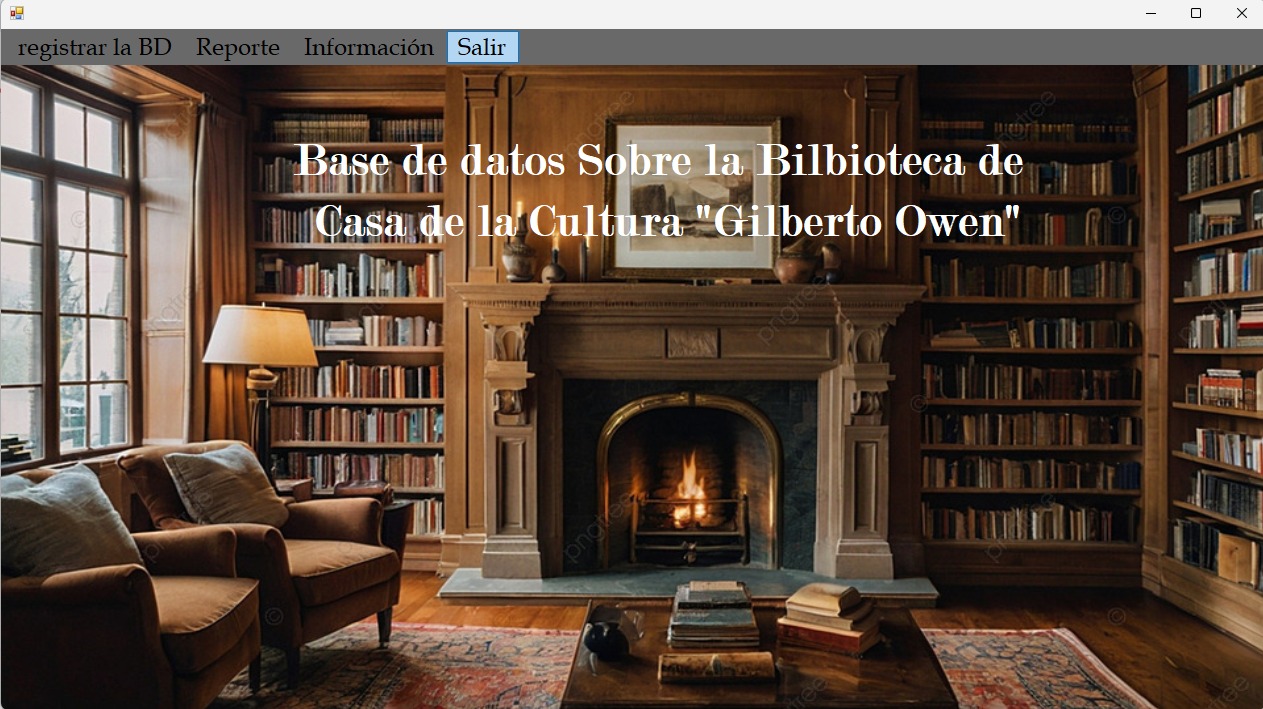 registrar la BD Reporte Información Salir
Base de datos Sobre la Bilbioteca de
Casa de la Cultura "Gilberto Owen"
pngtree